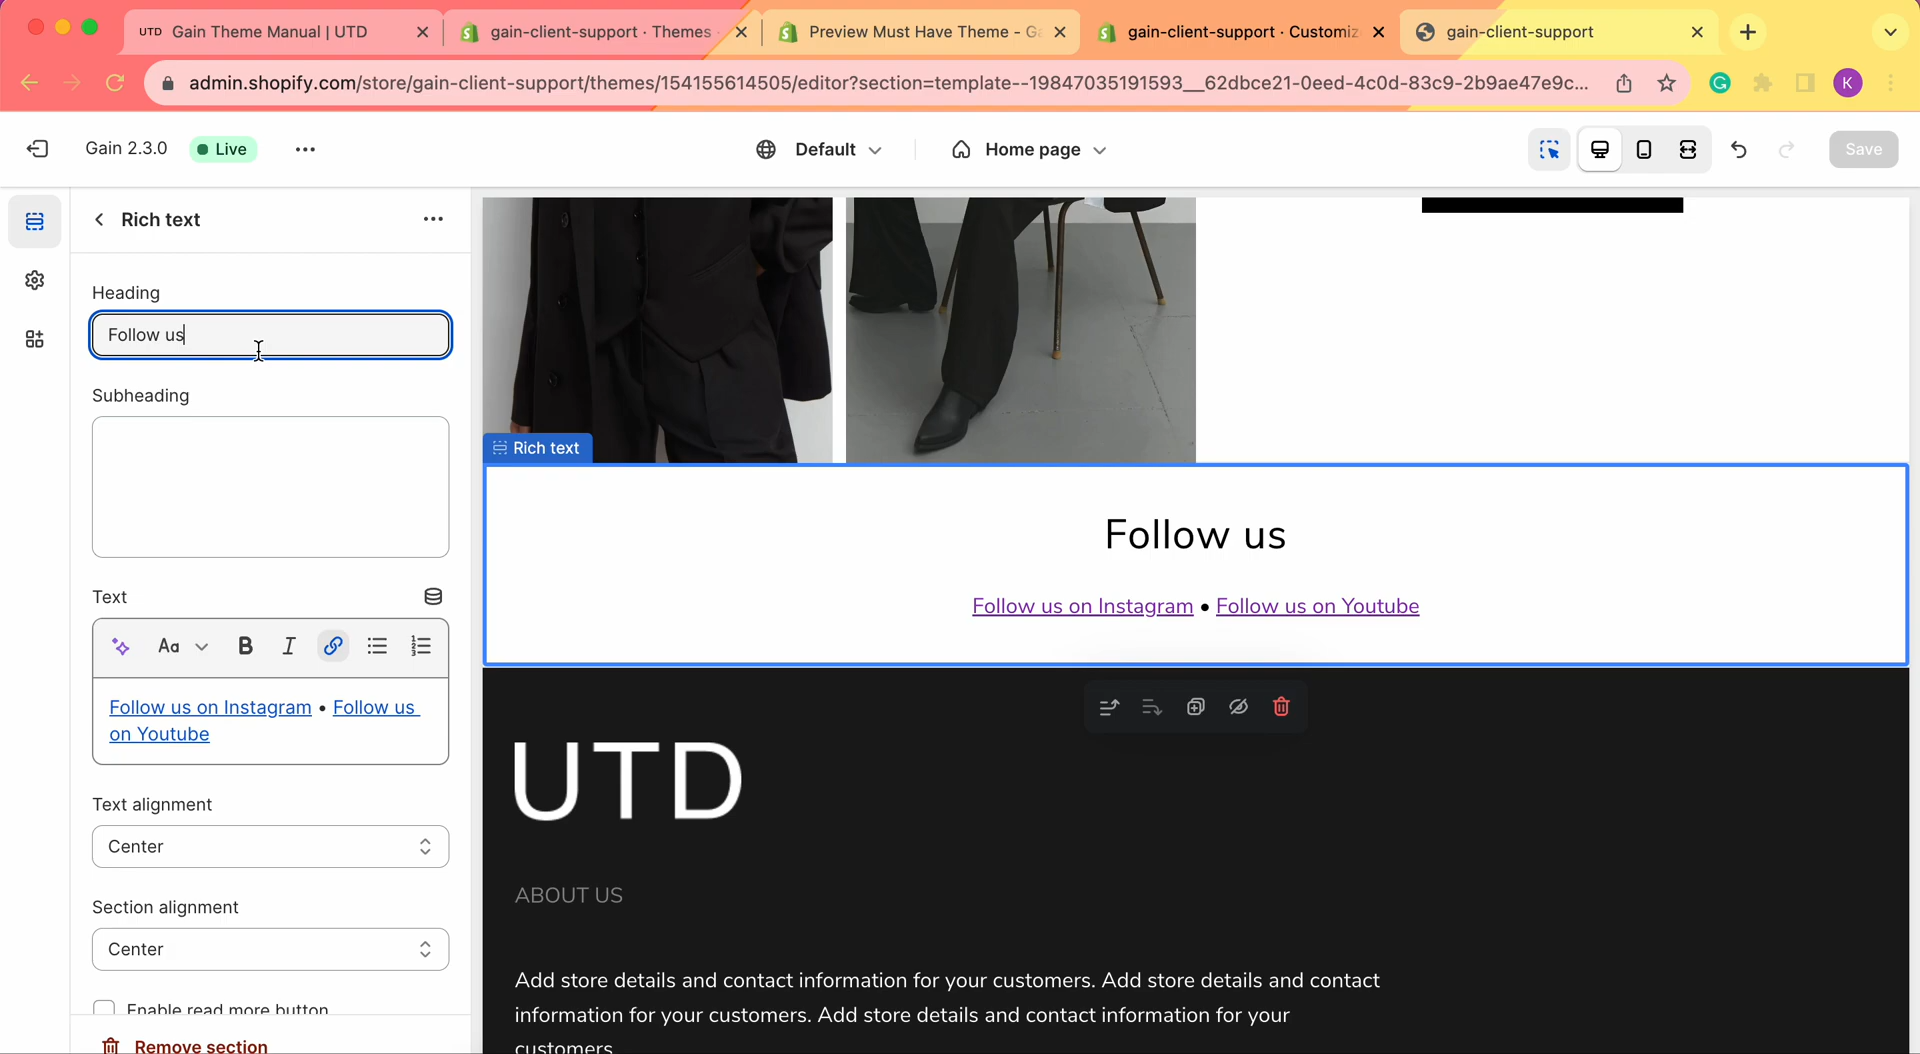 UTD Gain Theme Manual | UTD
gain-client-support · Themes ·
Preview Must Have Theme - Ga
gain-client-support · Customiz
gain-client-support
admin.shopify.com/store/gain-client-support/themes/154155614505/editor?section=template--19847035191593__62dbce21-0eed-4c0d-83c9-2b9ae47e9c...
K
Gain 2.3.0
Live
Default
Home page
Save
Rich text
Heading
Follow us
Subheading
Text
Aa
B
I
Follow us on Instagram • Follow us
on Youtube
Text alignment
Center
Section alignment
Center
Enable read more button
Remove section
Rich text
Follow us
Follow us on Instagram • Follow us on Youtube
UTD
ABOUT US
Add store details and contact information for your customers. Add store details and contact
information for your customers. Add store details and contact information for your
customers.